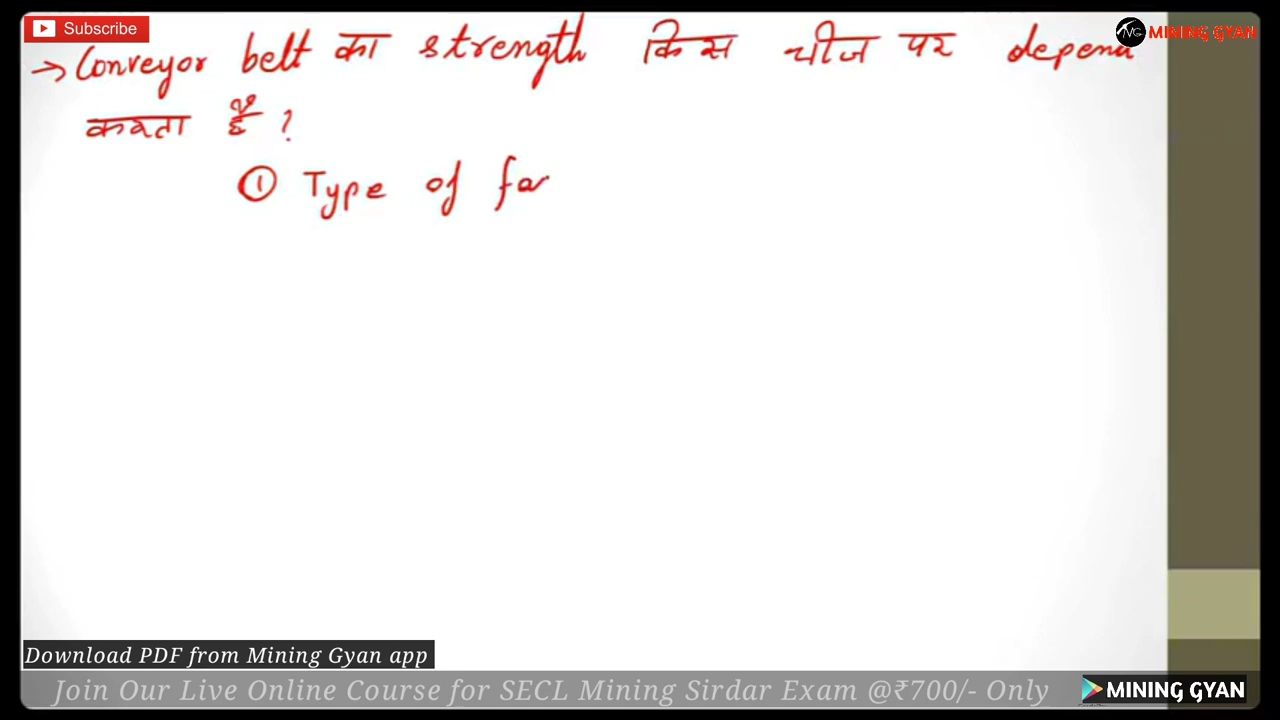 Subscribe
MINING GYAN
→ Conveyor belt का strength किस चीज पर depend
करता है ?
① Type of fa
Download PDF from Mining Gyan app
Join Our Live Online Course for SECL Mining Sirdar Exam @₹700/- Only
MINING GYAN